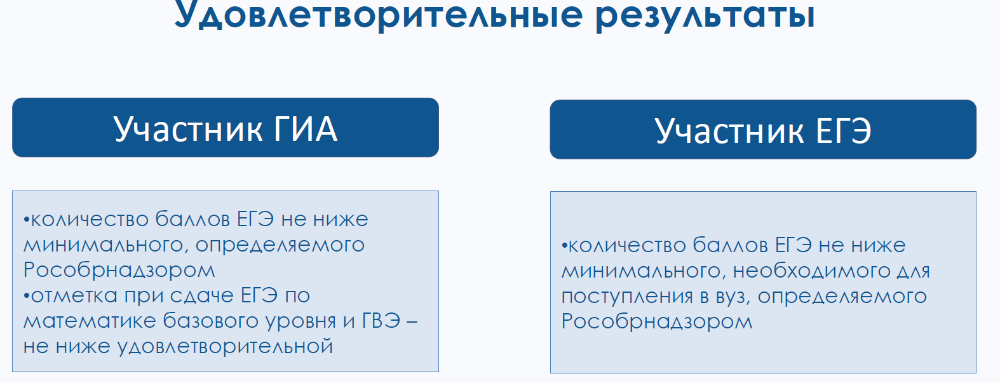 Удовлетворительные результаты
Участник ГИА
•количество баллов ЕГЭ не ниже
минимального, определяемого
Рособрнадзором
•отметка при сдаче ЕГЭ по
математике базового уровня и ГВЭ –
не ниже удовлетворительной
Участник ЕГЭ
•количество баллов ЕГЭ не ниже
минимального, необходимого для
поступления в вуз, определяемого
Рособрнадзором